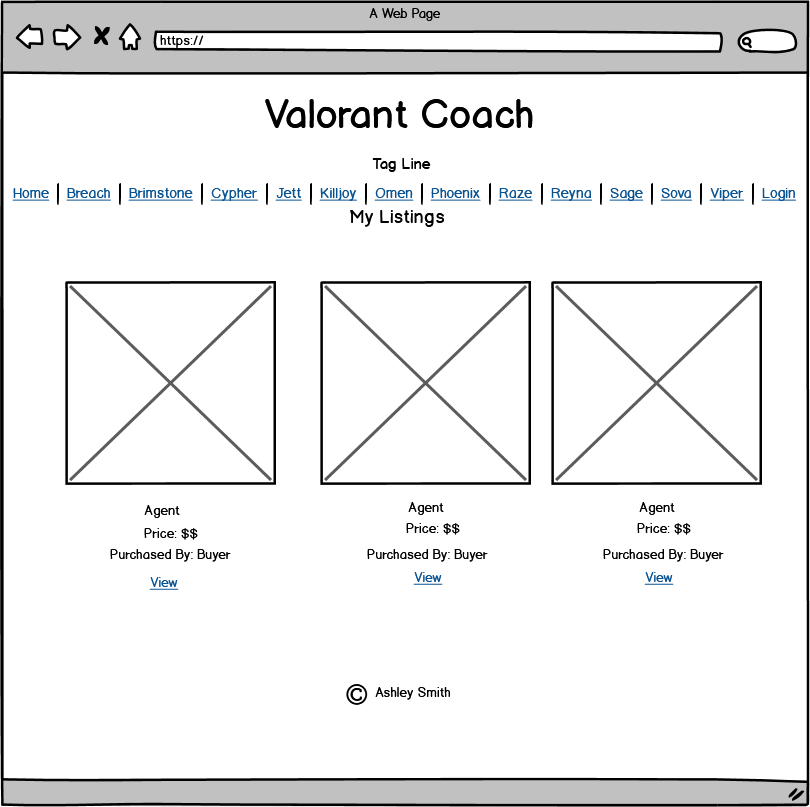 A Web Page
https://
Valorant Coach
Tag Line
Home | Breach | Brimstone | Cypher | Jett | Killjoy | Omen | Phoenix | Raze | Reyna | Sage | Sova | Viper | Login
My Listings
Agent Agent Agent
Price: $$ Price: $$ Price: $$
Purchased By: Buyer Purchased By: Buyer Purchased By: Buyer
View View View
© Ashley Smith